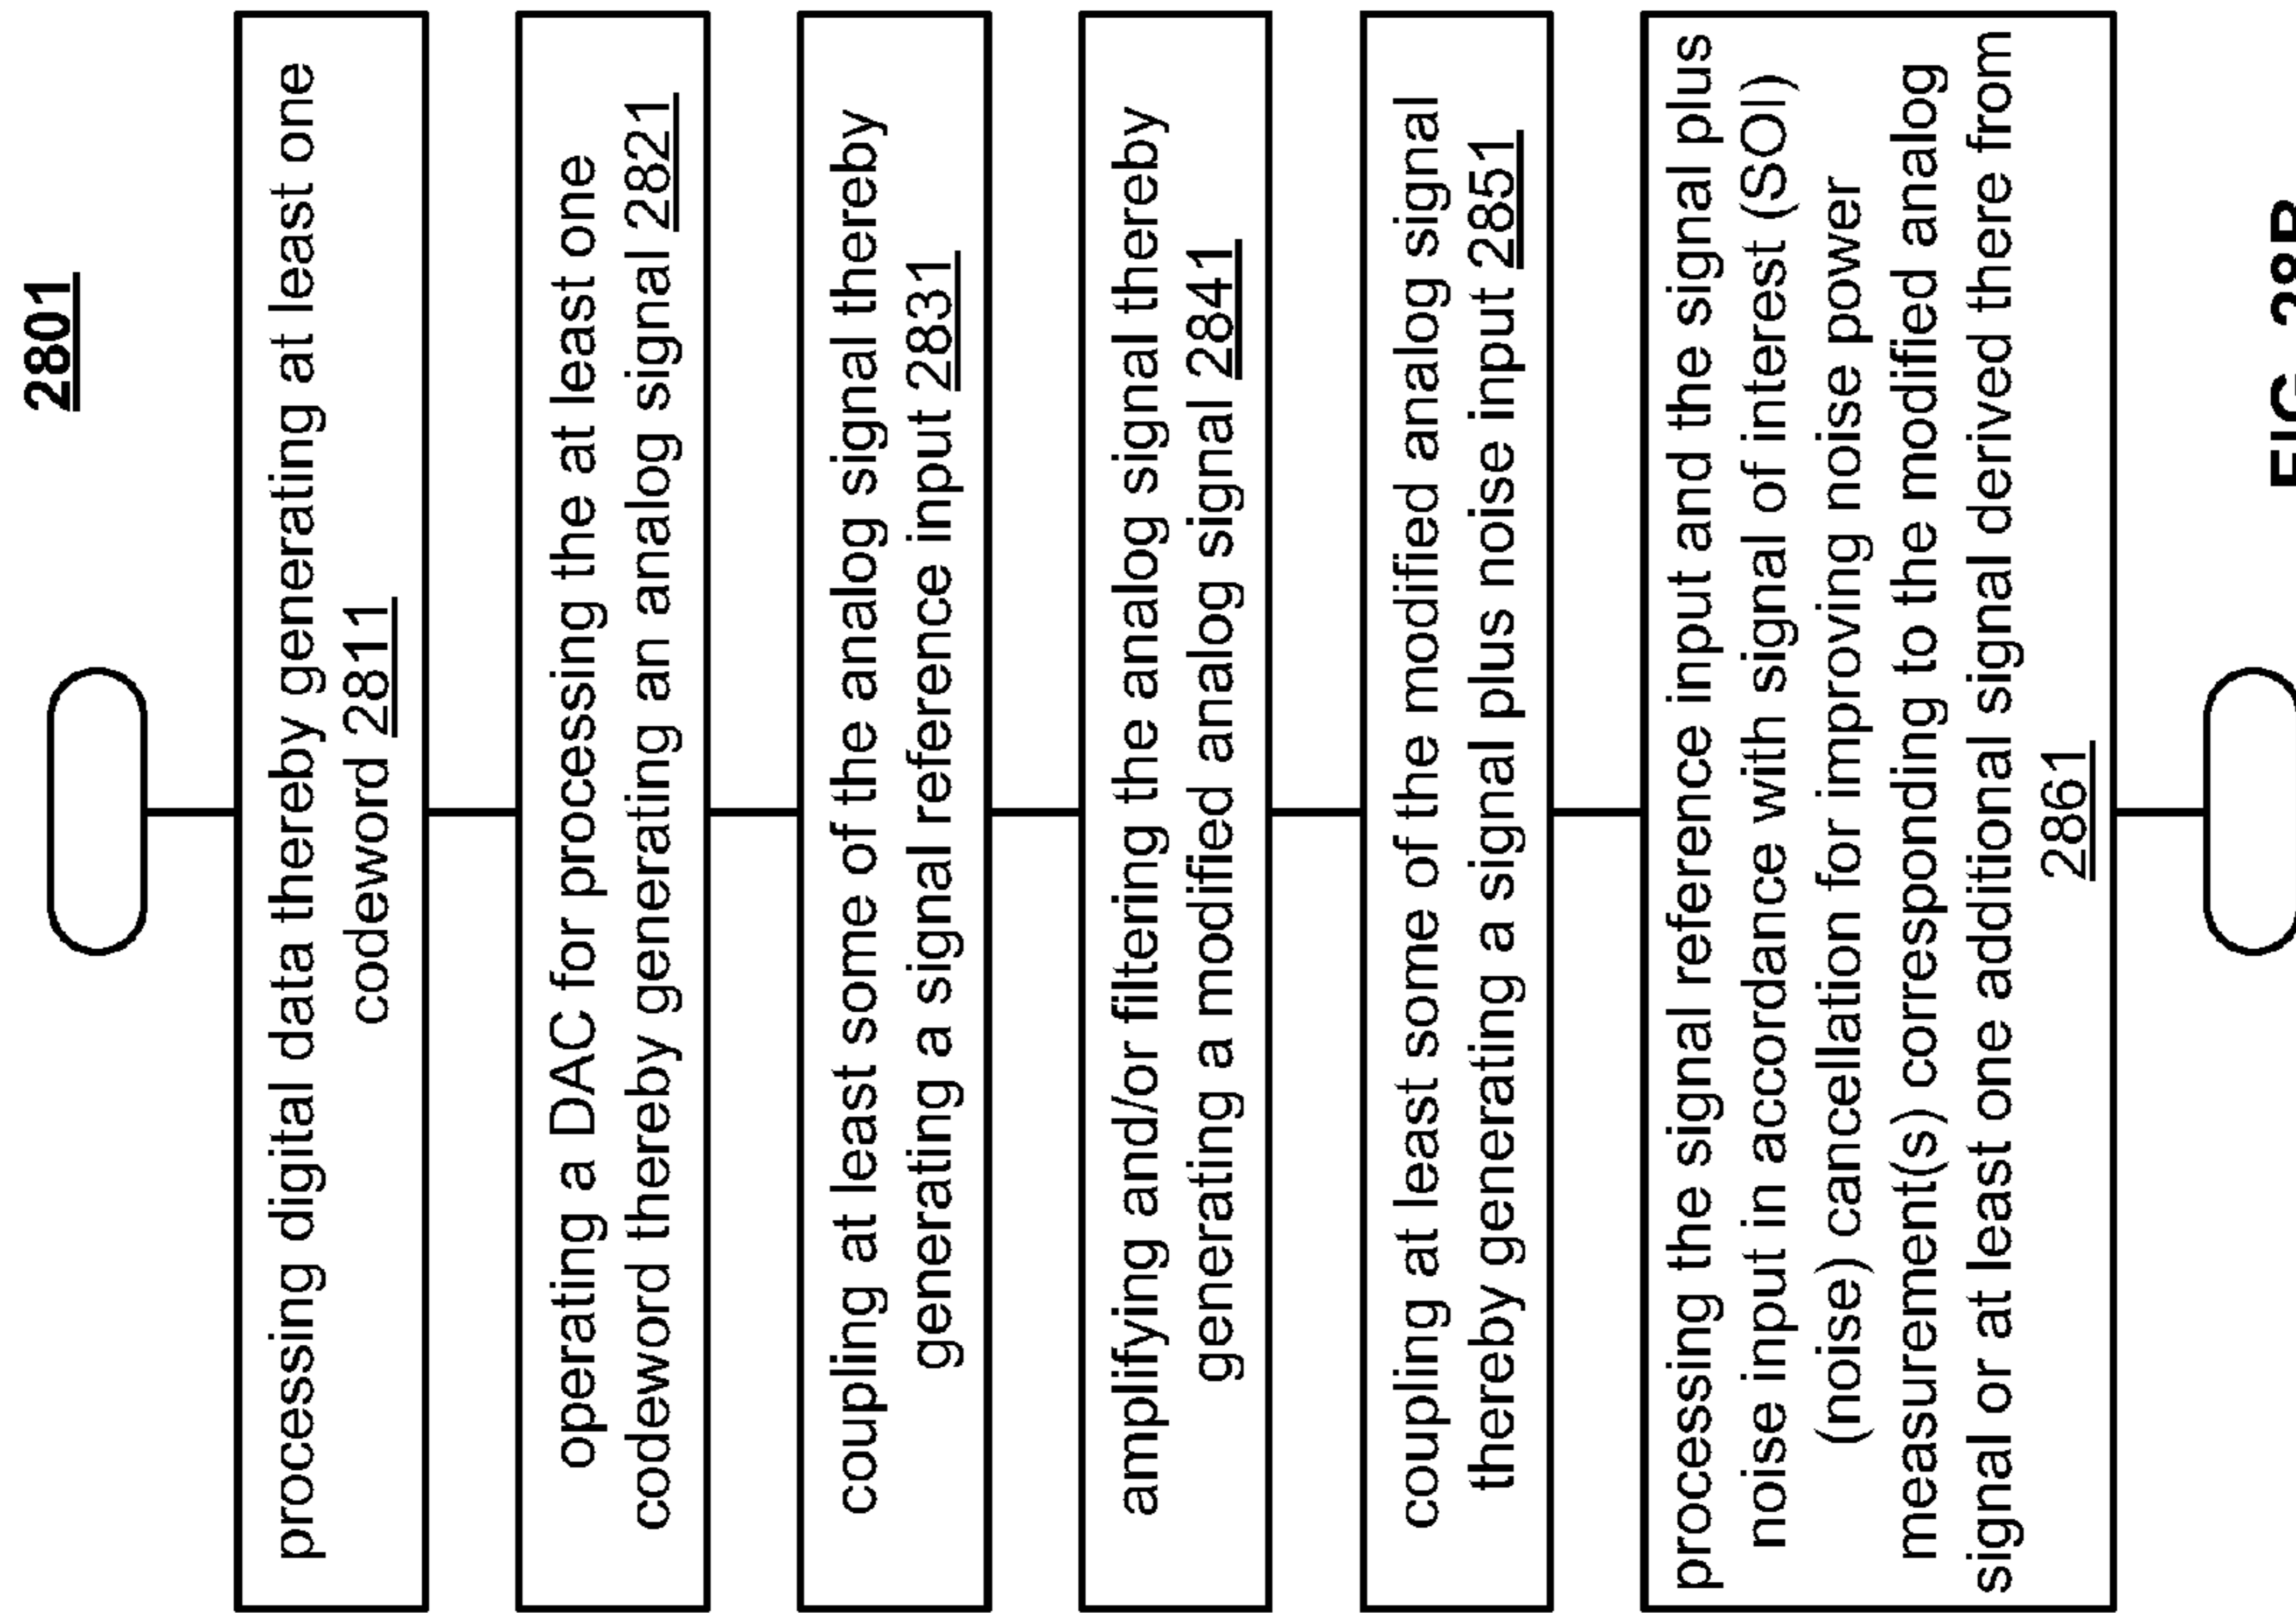 2801
processing digital data thereby generating at least one
codeword 2811
operating a DAC for processing the at least one
codeword thereby generating an analog signal 2821
coupling at least some of the analog signal thereby
generating a signal reference input 2831
amplifying and/or filtering the analog signal thereby
generating a modified analog signal 2841
coupling at least some of the modified analog signal
thereby generating a signal plus noise input 2851
processing the signal reference input and the signal plus
noise input in accordance with signal of interest (SOI)
(noise) cancellation for improving noise power
measurement(s) corresponding to the modified analog
signal or at least one additional signal derived there from
2861
FIG. 28B